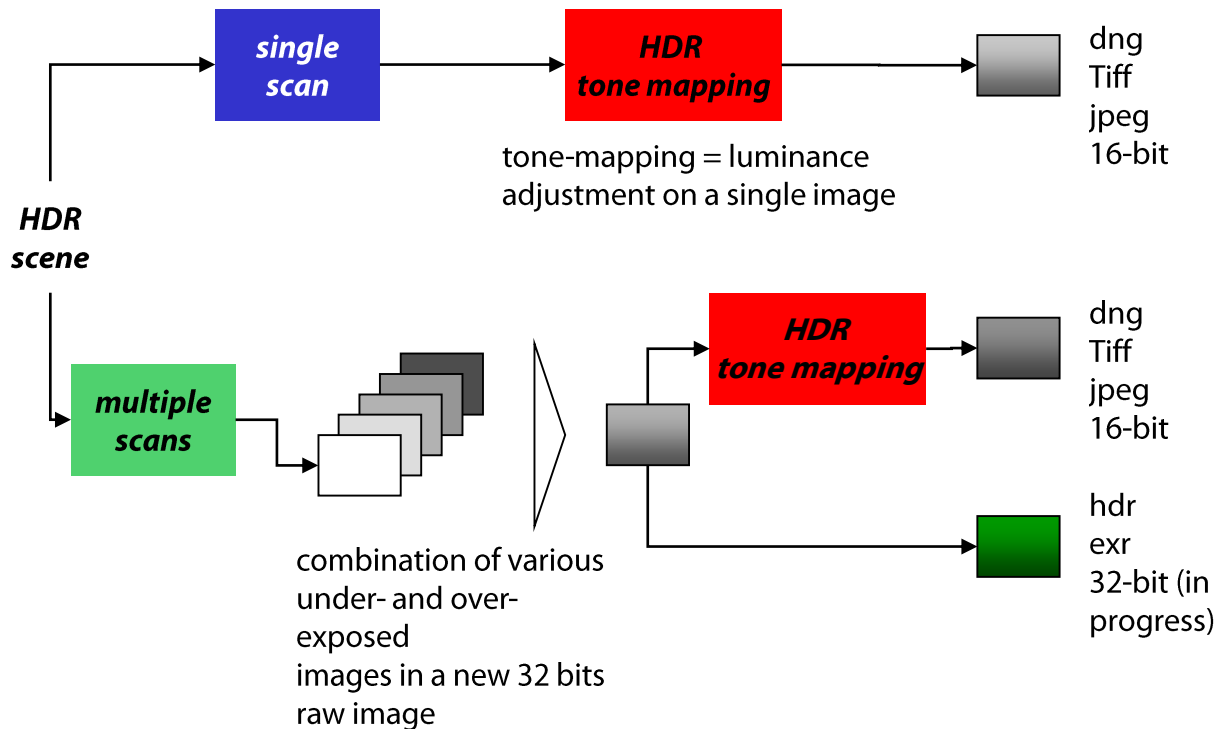 single
scan
HDR
tone mapping
dng
Tiff
jpeg
16-bit
tone-mapping = luminance
adjustment on a single image
HDR
scene
HDR
tone mapping
dng
Tiff
jpeg
16-bit
multiple
scans
hdr
exr
32-bit (in
progress)
combination of various
under- and over-
exposed
images in a new 32 bits
raw image